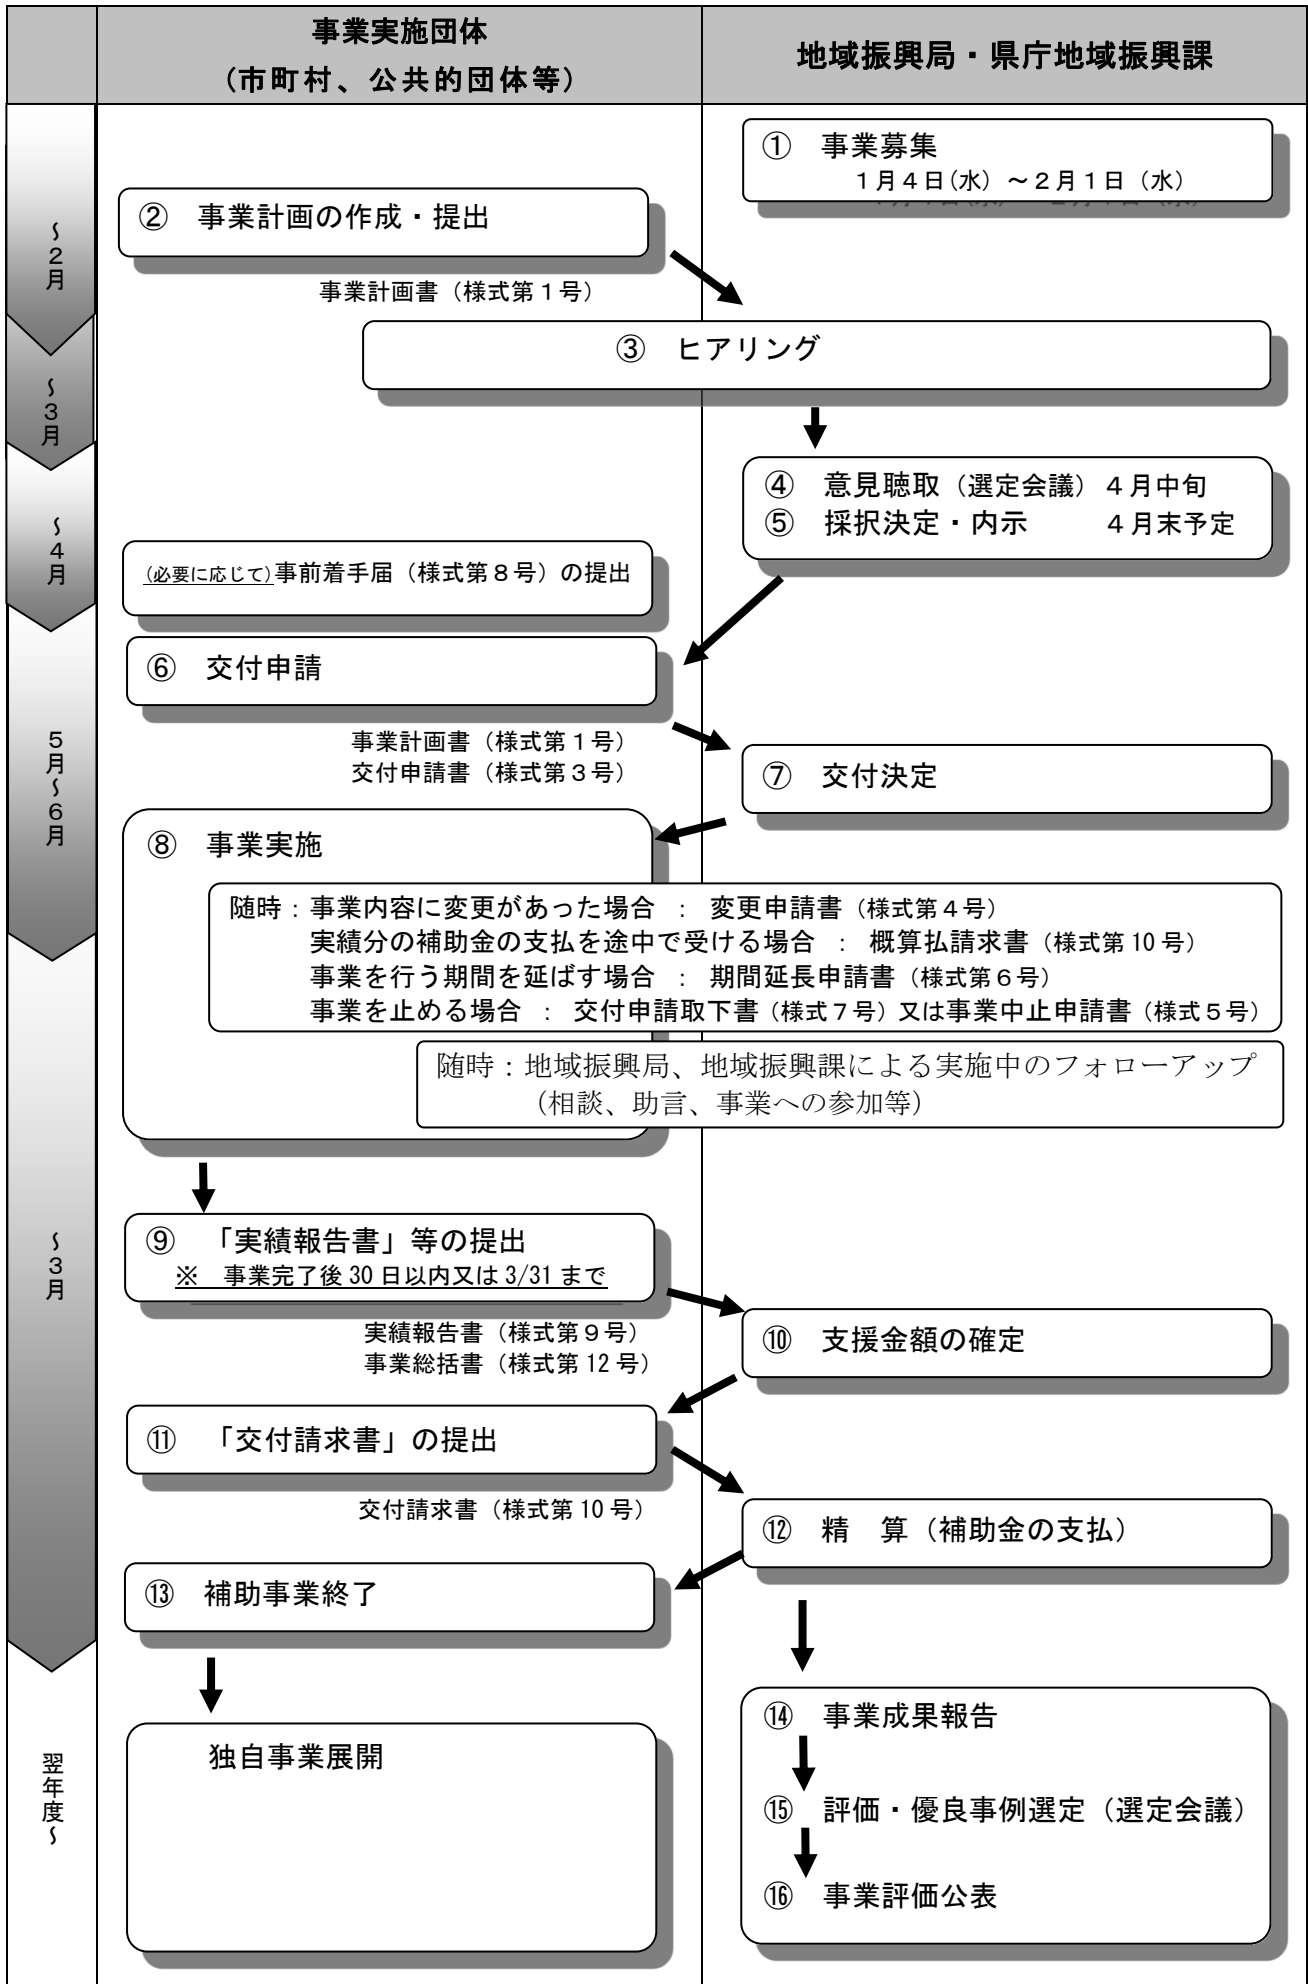 事業実施団体
(市町村、公共的団体等)
地域振興局・県庁地域振興課
～2月
① 事業募集
1月4日(水) ～2月1日 (水)
② 事業計画の作成・提出
事業計画書(様式第1号)
③ ヒアリング
～3月
④ 意見聴取(選定会議) 4月中旬
⑤ 採択決定・内示 4月末予定
～4月
(必要に応じて)事前着手届(様式第8号)の提出
⑥ 交付申請
事業計画書(様式第1号)
交付申請書(様式第3号)
5月～6月
⑦ 交付決定
⑧ 事業実施
随時:事業内容に変更があった場合 : 変更申請書(様式第4号)
実績分の補助金の支払を途中で受ける場合 : 概算払請求書(様式第10号)
事業を行う期間を延ばす場合 : 期間延長申請書(様式第6号)
事業を止める場合 : 交付申請取下書(様式7号)又は事業中止申請書(様式5号)
随時:地域振興局、地域振興課による実施中のフォローアップ
(相談、助言、事業への参加等)
～3月
⑨ 「実績報告書」等の提出
※ 事業完了後30日以内又は3/31まで
実績報告書(様式第9号)
事業総括書(様式第12号)
⑩ 支援金額の確定
⑪ 「交付請求書」の提出
交付請求書(様式第10号)
⑫ 精 算(補助金の支払)
⑬ 補助事業終了
翌年度～
独自事業展開
⑭ 事業成果報告
⑮ 評価・優良事例選定(選定会議)
⑯ 事業評価公表